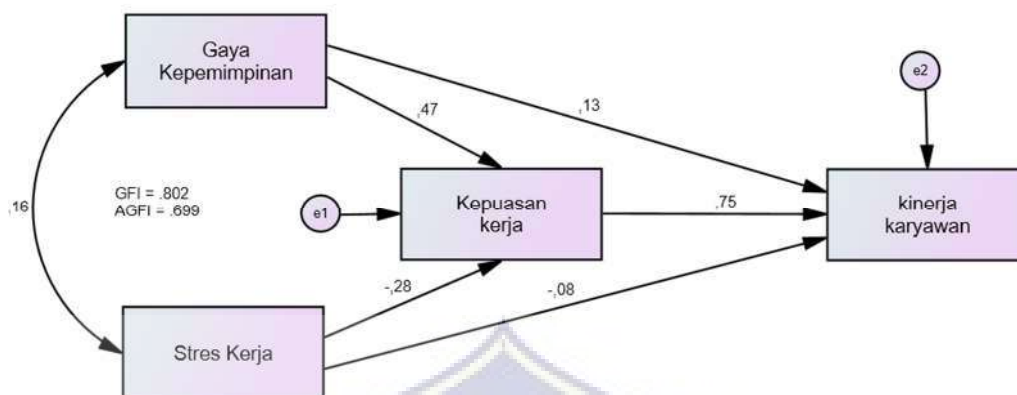 Gaya
Kepemimpinan
e2
,13
,47
,16
GFI = .802
AGFI = .699
e1
Kepuasan
kerja
,75
kinerja
karyawan
-,28
-,08
Stres Kerja